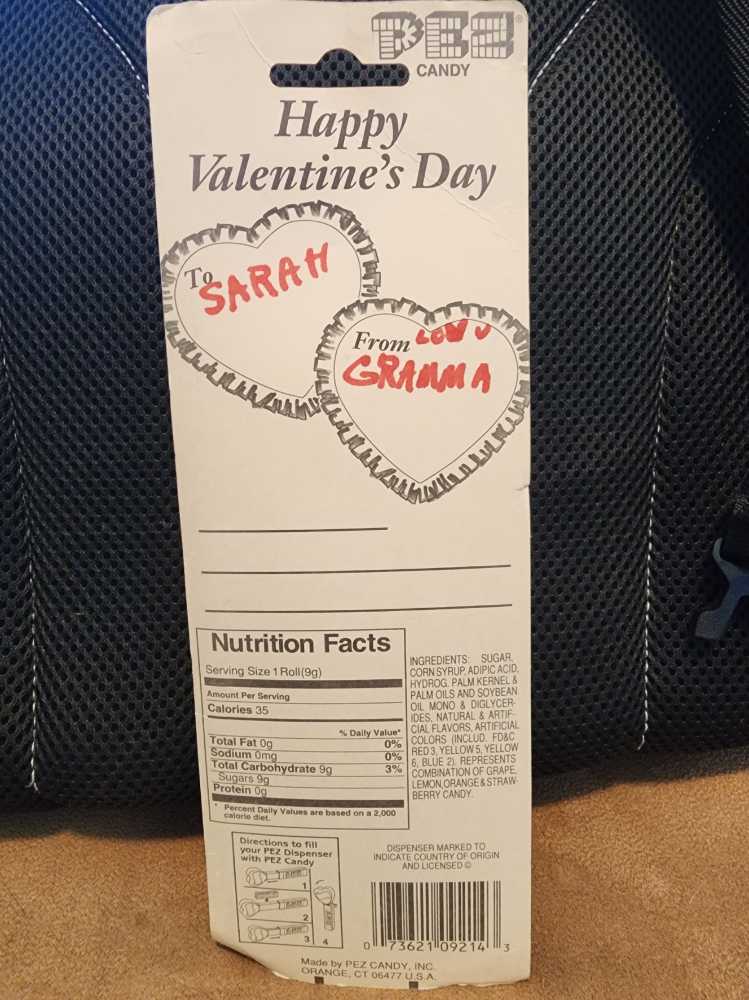 PEZ®
CANDY
Happy
Valentine's Day
To
SARAH
From
GRAMMA
Nutrition Facts
Serving Size 1 Roll(9g)
Amount Per Serving
Calories 35
% Daily Value*
Total Fat 0g 0%
Sodium 0mg 0%
Total Carbohydrate 9g 3%
Sugars 9g
Protein 0g
* Percent Daily Values are based on a 2,000
calorie diet.
INGREDIENTS: SUGAR,
CORN SYRUP, ADIPIC ACID,
HYDROG. PALM KERNEL &
PALM OILS AND SOYBEAN
OIL, MONO & DIGLYCER-
IDES, NATURAL & ARTIF-
CIAL FLAVORS, ARTIFICIAL
COLORS (INCLUD. FD&C
RED 3, YELLOW 5, YELLOW
6, BLUE 2). REPRESENTS
COMBINATION OF GRAPE,
LEMON, ORANGE & STRAW-
BERRY CANDY.
Directions to fill
your PEZ Dispenser
with PEZ Candy
1
2
3
4
DISPENSER MARKED TO
INDICATE COUNTRY OF ORIGIN
AND LICENSED ©
0 73621 09214 3
Made by PEZ CANDY, INC.
ORANGE, CT 06477 U.S.A.